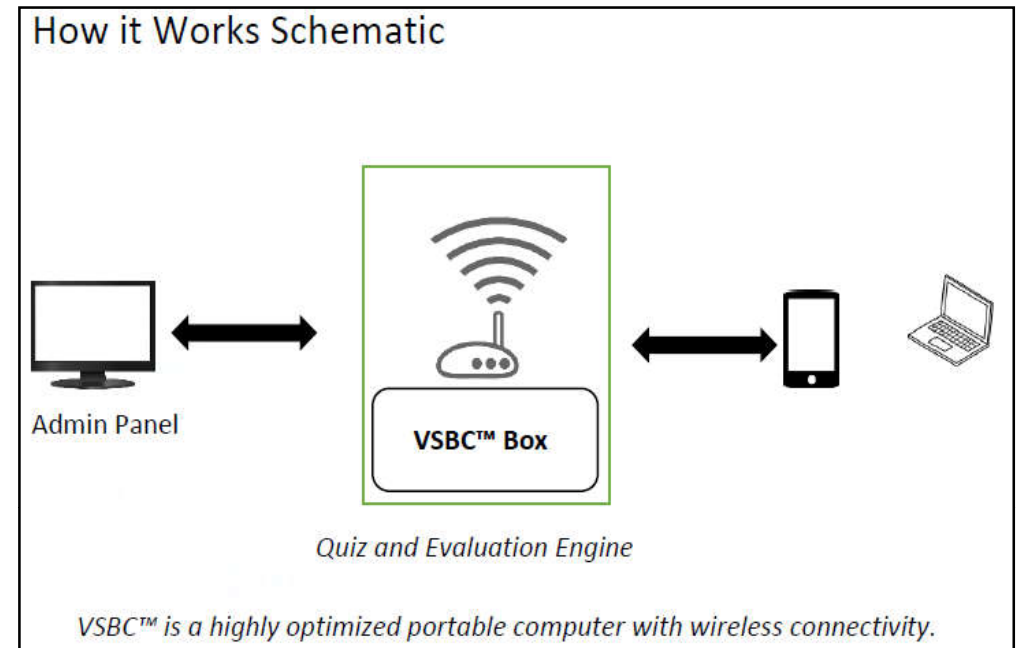 How it Works Schematic
Admin Panel
VSBC™ Box
Quiz and Evaluation Engine
VSBC™ is a highly optimized portable computer with wireless connectivity.